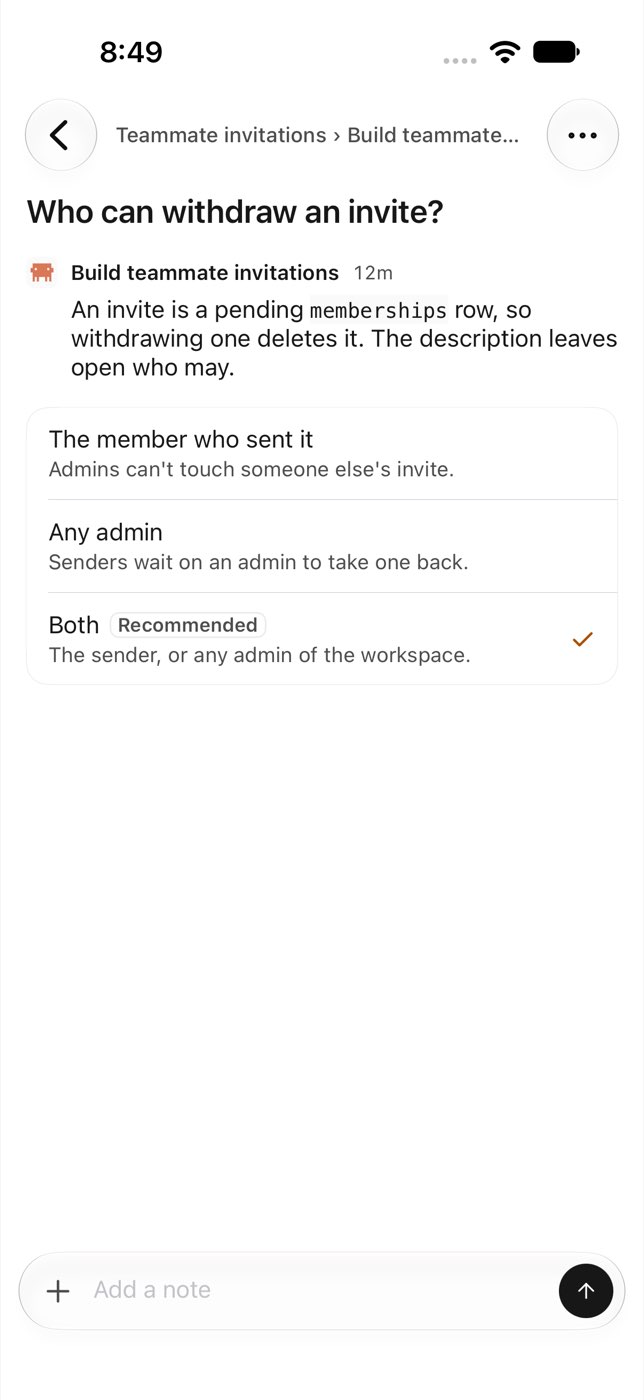 8:49
Teammate invitations › Build teammate...
Who can withdraw an invite?
Build teammate invitations 12m
An invite is a pending memberships row, so
withdrawing one deletes it. The description leaves
open who may.
The member who sent it
Admins can't touch someone else's invite.
Any admin
Senders wait on an admin to take one back.
Both Recommended
The sender, or any admin of the workspace.
Add a note